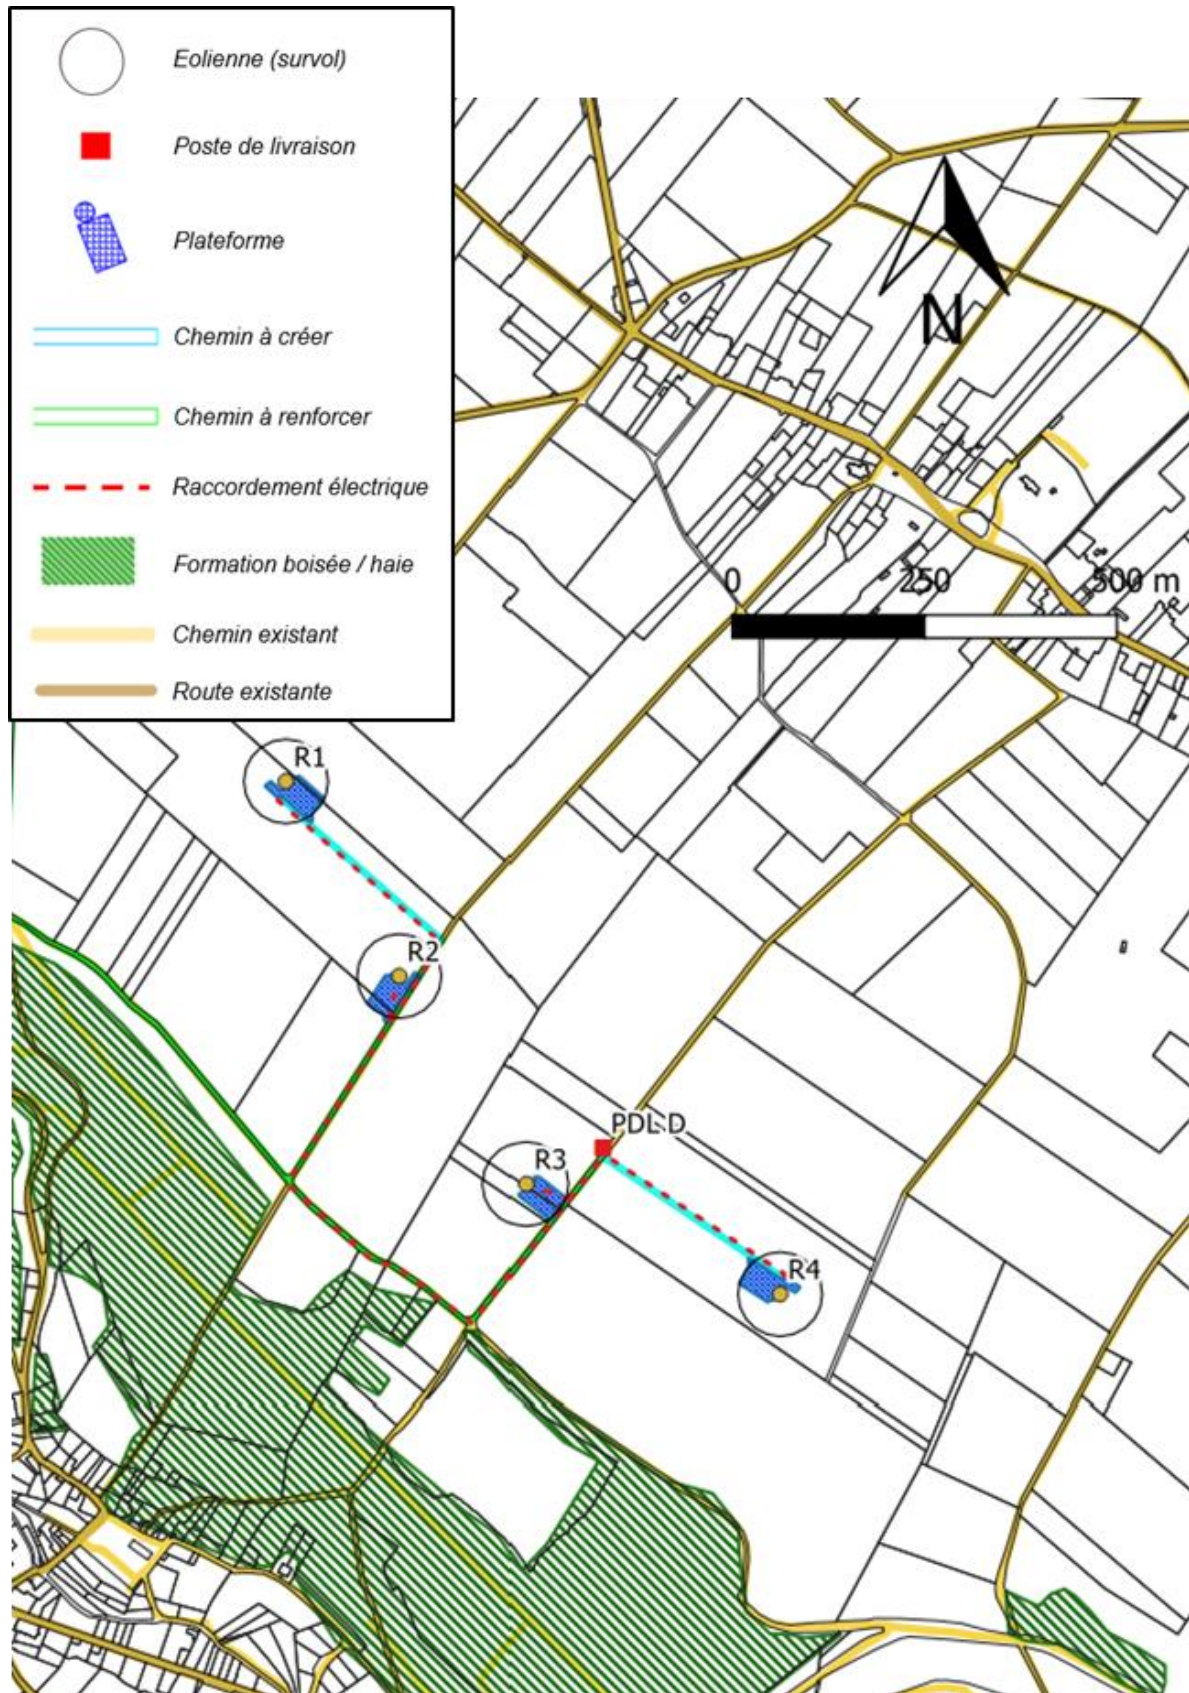 Eolienne (survol)
Poste de livraison
Plateforme
Chemin à créer
Chemin à renforcer
Raccordement électrique
Formation boisée / haie
Chemin existant
Route existante
N
0 250 500 m
R1
R2
PDL D
R3
R4